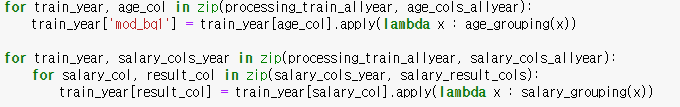 for train_year, age_col in zip(processing_train_allyear, age_cols_allyear):
    train_year['mod_bq1'] = train_year[age_col].apply(lambda x : age_grouping(x))

for train_year, salary_cols_year in zip(processing_train_allyear, salary_cols_allyear):
    for salary_col, result_col in zip(salary_cols_year, salary_result_cols):
        train_year[result_col] = train_year[salary_col].apply(lambda x : salary_grouping(x))